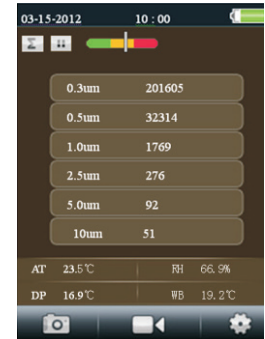 03-15-2012 10 : 00
Σ
0.3um 201605
0.5um 32314
1.0um 1769
2.5um 276
5.0um 92
10um 51
AT 23.5℃ RH 66. 9%
DP 16.9℃ WB 19. 2℃